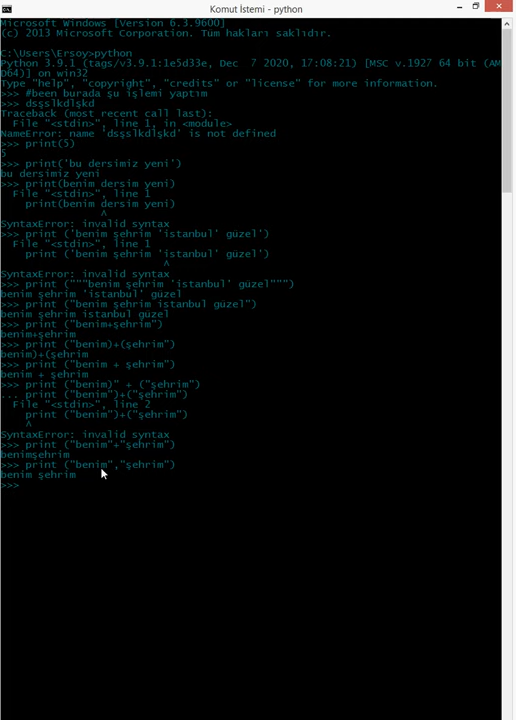 Komut İstemi - python
Microsoft Windows [Version 6.3.9600]
(c) 2013 Microsoft Corporation. Tüm hakları saklıdır.
C:\Users\Ersoy>python
Python 3.9.1 (tags/v3.9.1:1e5d33e, Dec  7 2020, 17:08:21) [MSC v.1927 64 bit (AM
D64)] on win32
Type "help", "copyright", "credits" or "license" for more information.
>>> #been burada şu işlemi yaptım
>>> dsşslkdlşkd
Traceback (most recent call last):
  File "<stdin>", line 1, in <module>
NameError: name 'dsşslkdlşkd' is not defined
>>> print(5)
5
>>> print('bu dersimiz yeni')
bu dersimiz yeni
>>> print(benim dersim yeni)
  File "<stdin>", line 1
    print(benim dersim yeni)
                ^
SyntaxError: invalid syntax
>>> print ('benim şehrim 'istanbul' güzel')
  File "<stdin>", line 1
    print ('benim şehrim 'istanbul' güzel')
                          ^
SyntaxError: invalid syntax
>>> print ("""benim şehrim 'istanbul' güzel""")
benim şehrim 'istanbul' güzel
>>> print ("benim şehrim istanbul güzel")
benim şehrim istanbul güzel
>>> print ("benim+şehrim")
benim+şehrim
>>> print ("benim)+(şehrim")
benim)+(şehrim
>>> print ("benim + şehrim")
benim + şehrim
>>> print ("benim)" + ("şehrim")
... print ("benim")+("şehrim")
  File "<stdin>", line 2
    print ("benim")+("şehrim")
    ^
SyntaxError: invalid syntax
>>> print ("benim"+"şehrim")
benimşehrim
>>> print ("benim","şehrim")
benim şehrim
>>>